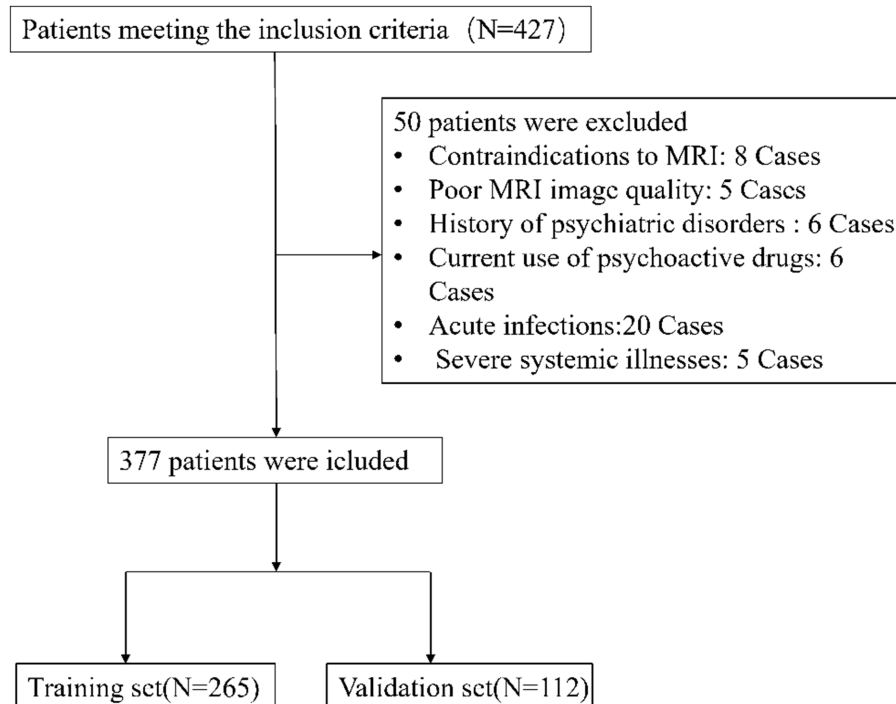 Patients meeting the inclusion criteria（N=427）
50 patients were excluded
• Contraindications to MRI: 8 Cases
• Poor MRI image quality: 5 Cases
• History of psychiatric disorders : 6 Cases
• Current use of psychoactive drugs: 6
Cases
• Acute infections:20 Cases
• Severe systemic illnesses: 5 Cases
377 patients were icluded
Training set(N=265)
Validation set(N=112)